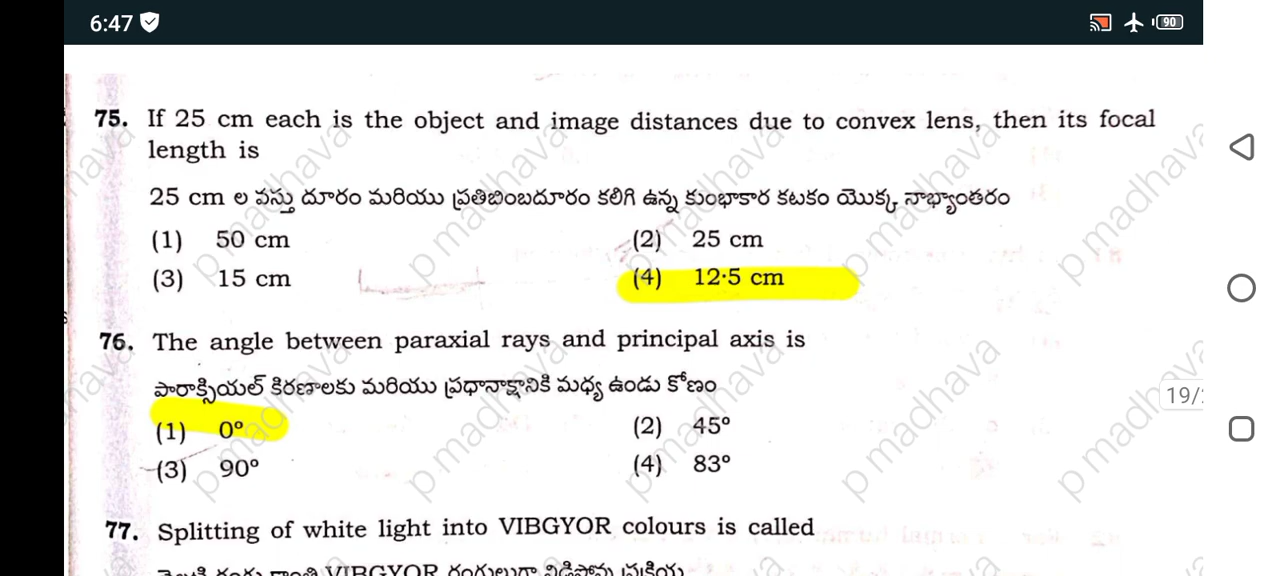 6:47
90
75. If 25 cm each is the object and image distances due to convex lens, then its focal
length is
25 cm ల వస్తు దూరం మరియు ప్రతిబింబదూరం కలిగి ఉన్న కుంభాకార కటకం యొక్క నాభ్యాంతరం
(1) 50 cm (2) 25 cm
(3) 15 cm (4) 12·5 cm
76. The angle between paraxial rays and principal axis is
పారాక్సియల్ కిరణాలకు మరియు ప్రధానాక్షానికి మధ్య ఉండు కోణం
19/
(1) 0° (2) 45°
(3) 90° (4) 83°
77. Splitting of white light into VIBGYOR colours is called
VIBGYOR
p madhava